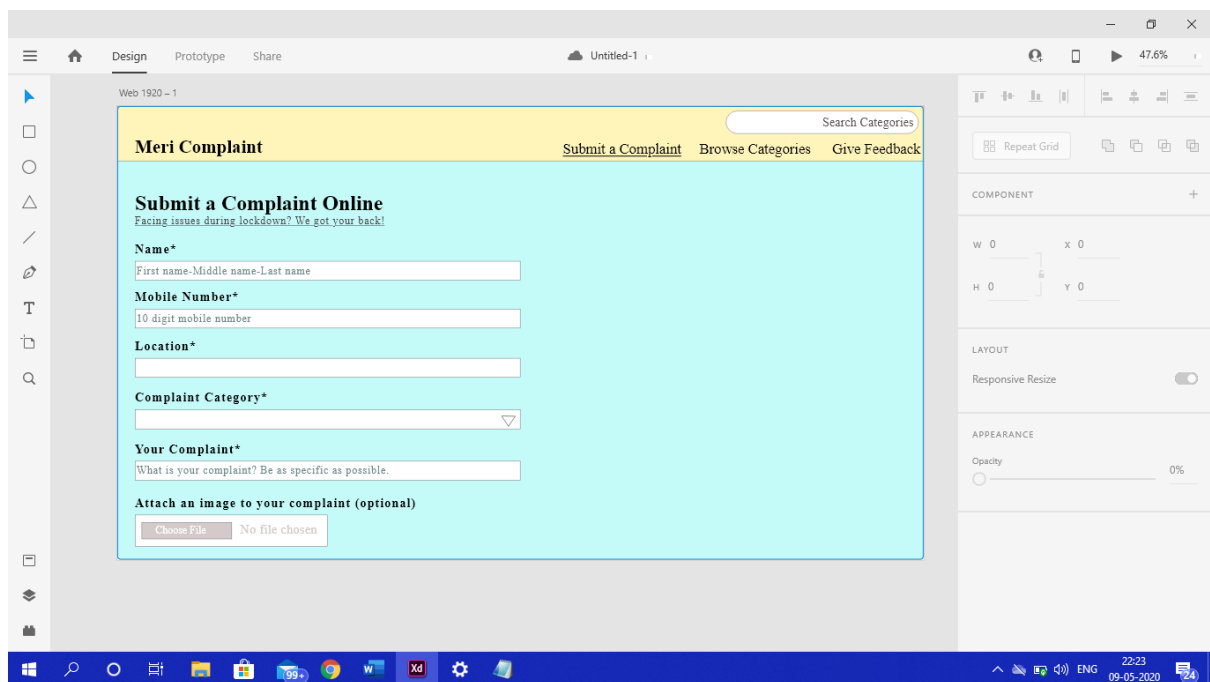 Design Prototype Share Untitled-1 47.6%
Web 1920 – 1
Search Categories
Meri Complaint Submit a Complaint Browse Categories Give Feedback
Submit a Complaint Online
Facing issues during lockdown? We got your back!
Name*
First name-Middle name-Last name
Mobile Number*
10 digit mobile number
Location*
Complaint Category*
Your Complaint*
What is your complaint? Be as specific as possible.
Attach an image to your complaint (optional)
Choose File No file chosen
Repeat Grid
COMPONENT
W 0 X 0
H 0 Y 0
LAYOUT
Responsive Resize
APPEARANCE
Opacity
0%
T
99+ W Xd ENG 22:23
09-05-2020 24